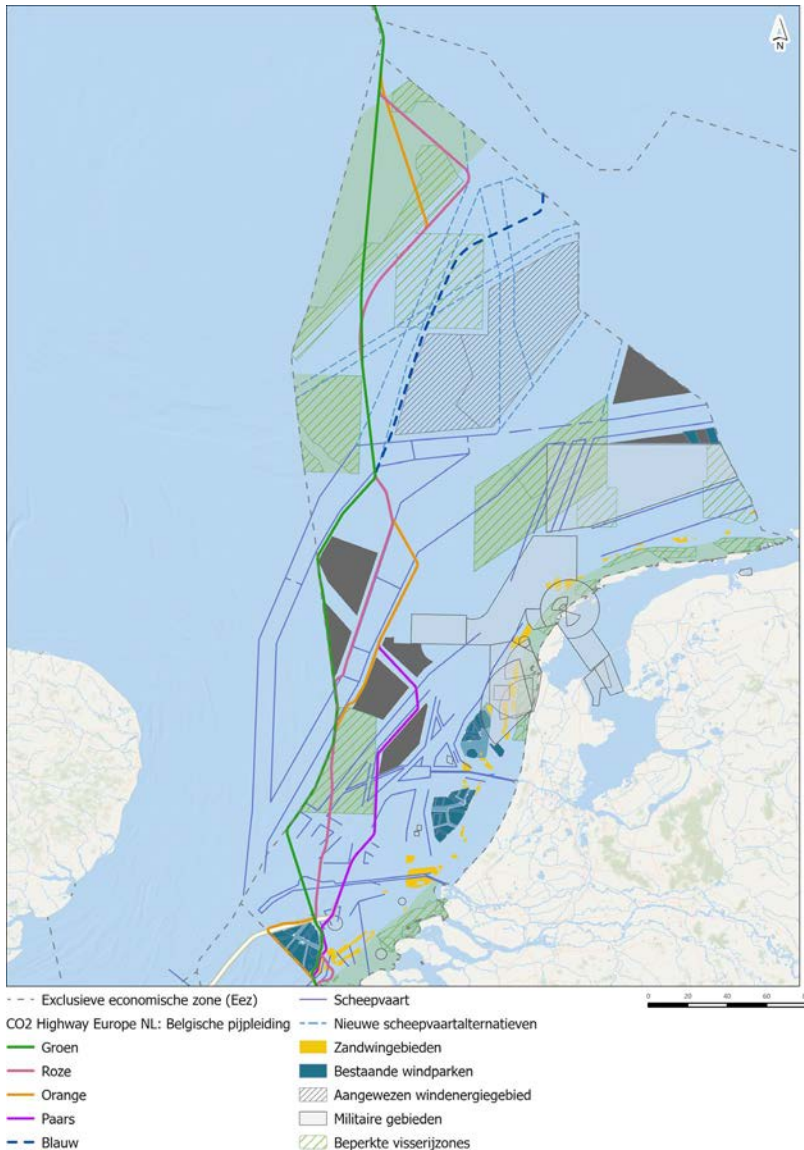 N
--- Exclusieve economische zone (Eez)
CO2 Highway Europe NL: Belgische pijpleiding
Groen
Roze
Orange
Paars
Blauw
Scheepvaart
Nieuwe scheepvaartalternatieven
Zandwingebieden
Bestaande windparken
Aangewezen windenergiegebied
Militaire gebieden
Beperkte visserijzones
0 20 40 60